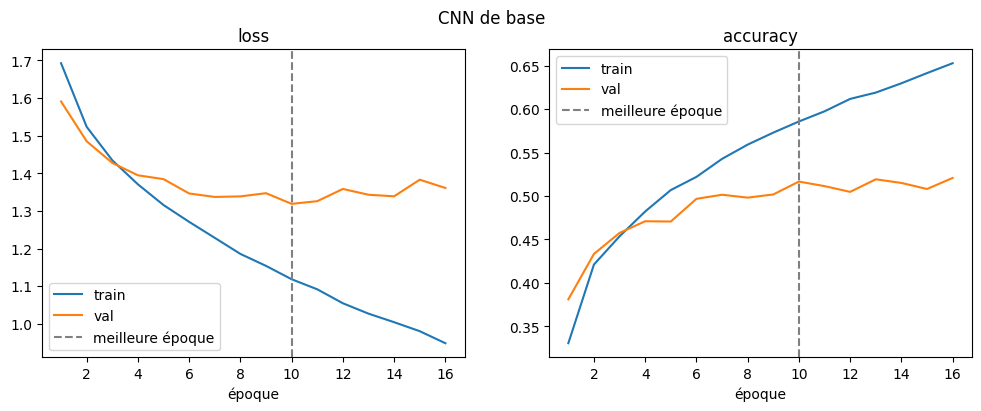 CNN de base
loss
1.7
1.6
1.5
1.4
1.3
1.2
1.1
1.0
train
val
meilleure époque
2 4 6 8 10 12 14 16
époque
accuracy
0.65
0.60
0.55
0.50
0.45
0.40
0.35
train
val
meilleure époque
2 4 6 8 10 12 14 16
époque